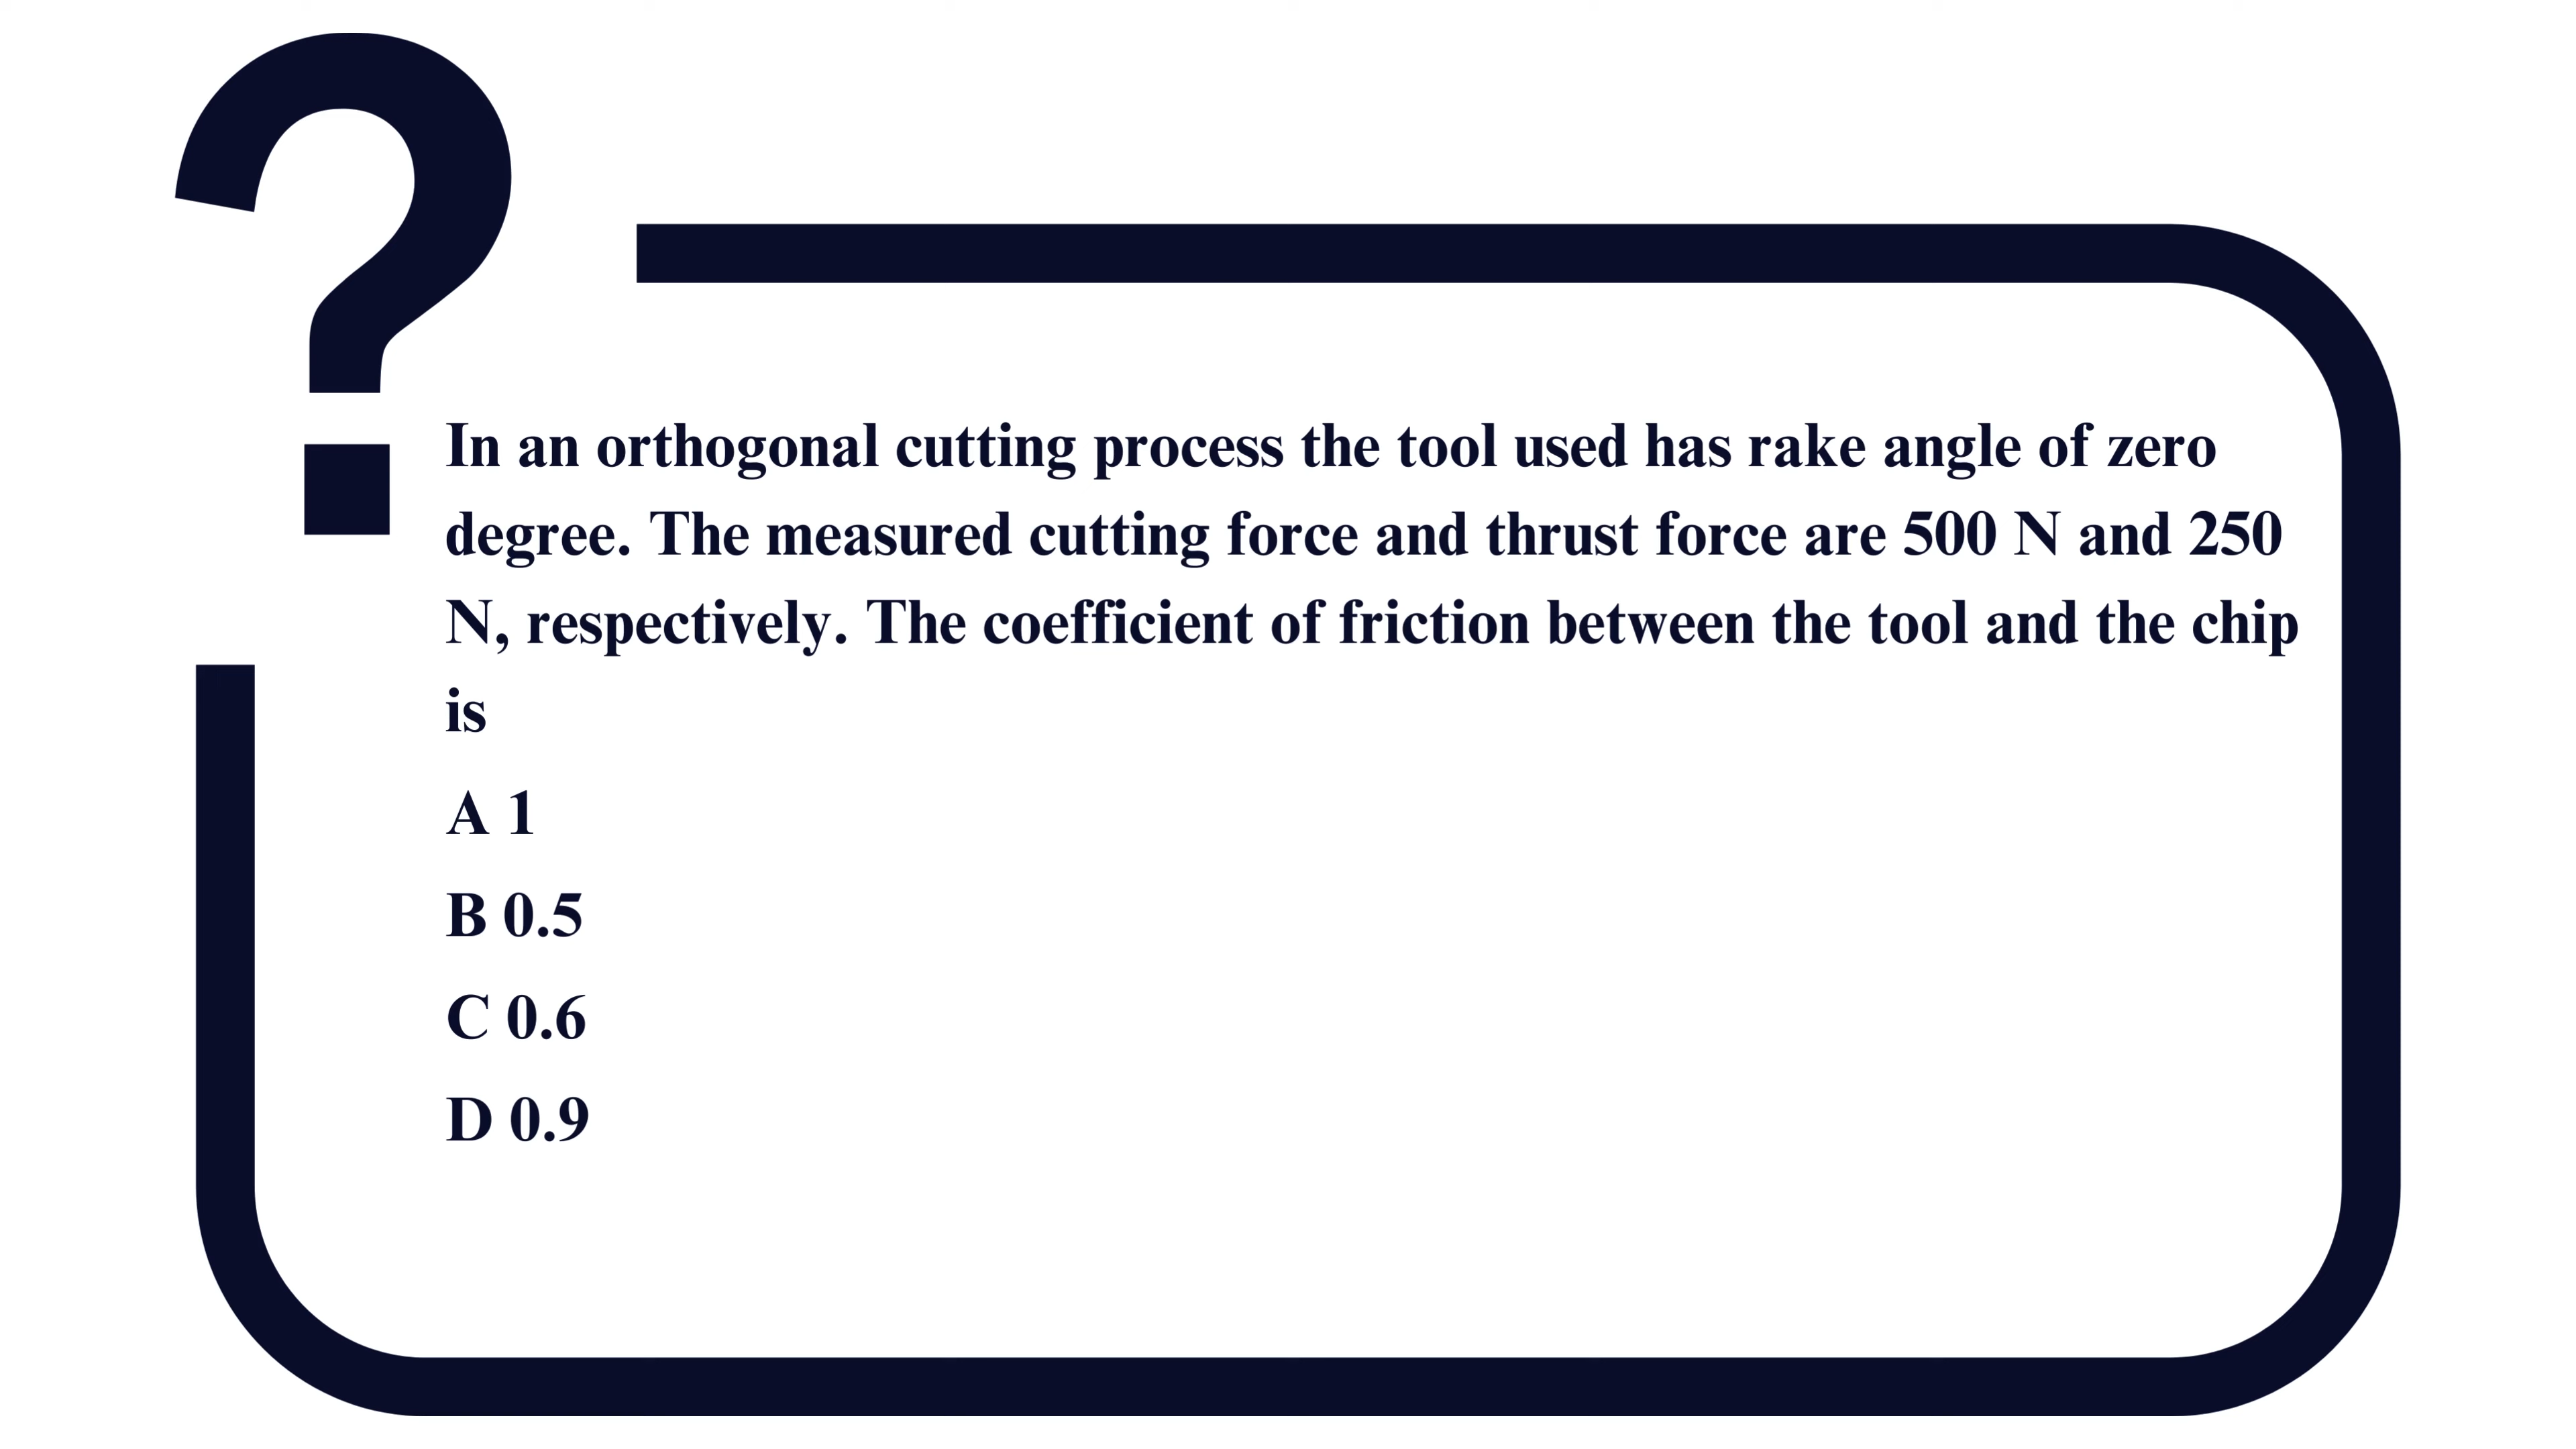 In an orthogonal cutting process the tool used has rake angle of zero
degree. The measured cutting force and thrust force are 500 N and 250
N, respectively. The coefficient of friction between the tool and the chip
is
A 1
B 0.5
C 0.6
D 0.9